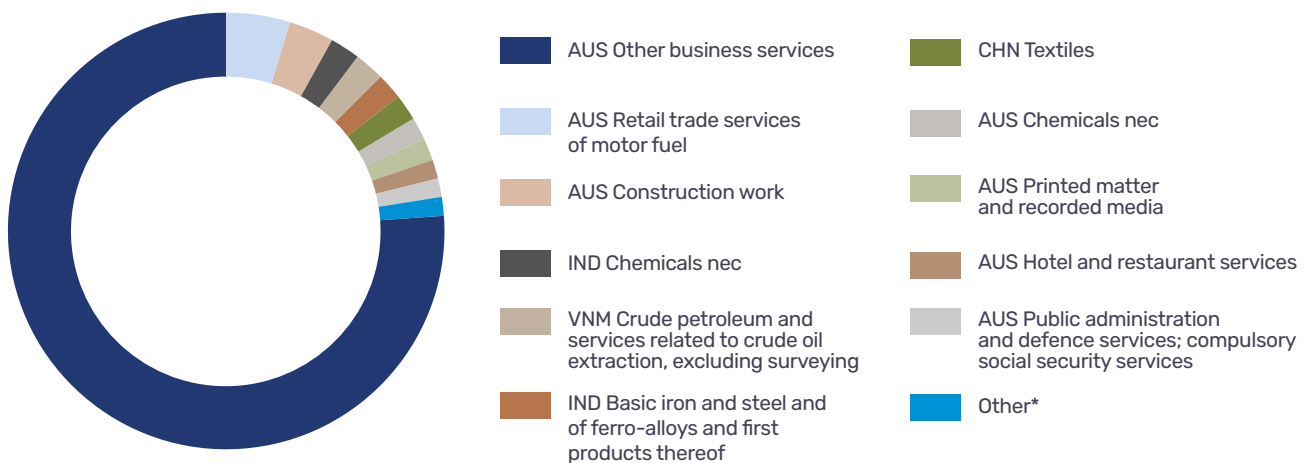 AUS Other business services
AUS Retail trade services
of motor fuel
AUS Construction work
IND Chemicals nec
VNM Crude petroleum and
services related to crude oil
extraction, excluding surveying
IND Basic iron and steel and
of ferro-alloys and first
products thereof
CHN Textiles
AUS Chemicals nec
AUS Printed matter
and recorded media
AUS Hotel and restaurant services
AUS Public administration
and defence services; compulsory
social security services
Other*